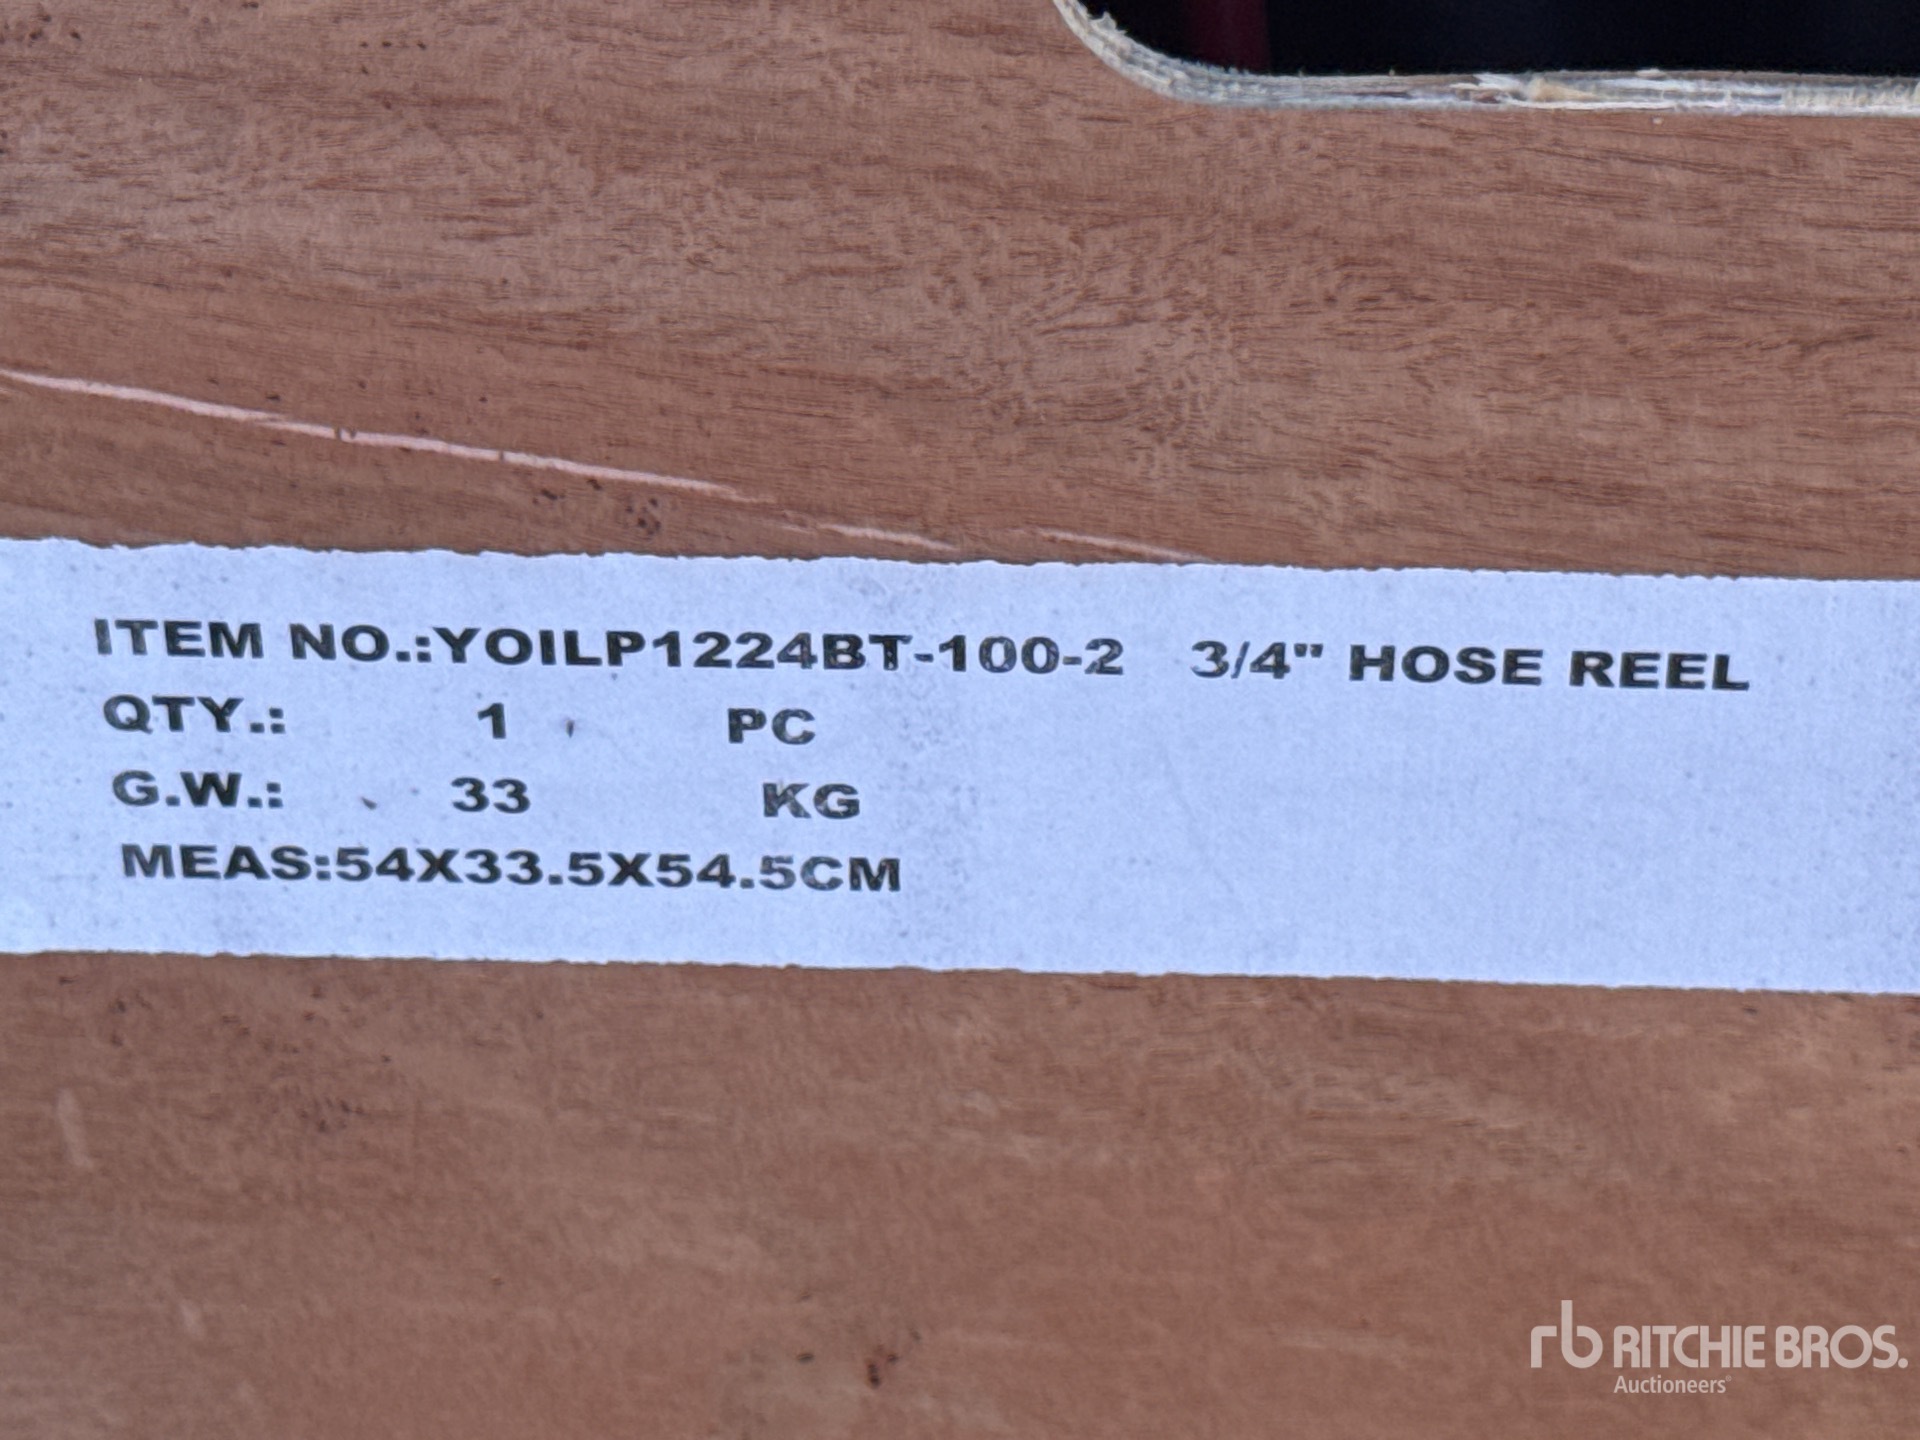 ITEM NO.:YOILP1224BT-100-2 3/4" HOSE REEL
QTY.: 1 PC
G.W.: 33 KG
MEAS:54X33.5X54.5CM
rb RITCHIE BROS.
Auctioneers